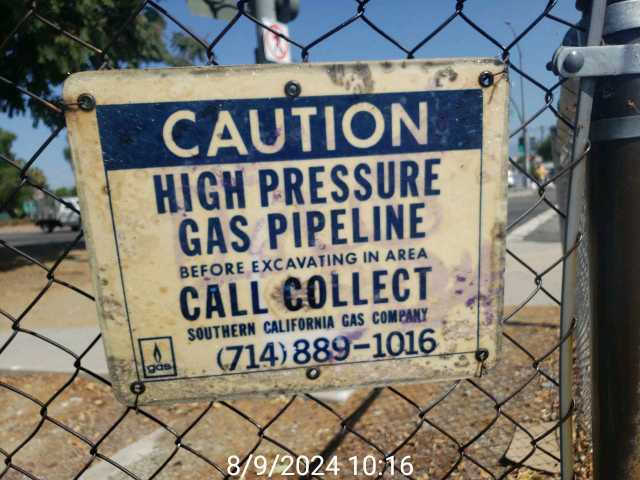 CAUTION
HIGH PRESSURE
GAS PIPELINE
BEFORE EXCAVATING IN AREA
CALL COLLECT
SOUTHERN CALIFORNIA GAS COMPANY
gas
(714) 889-1016
8/9/2024 10:16